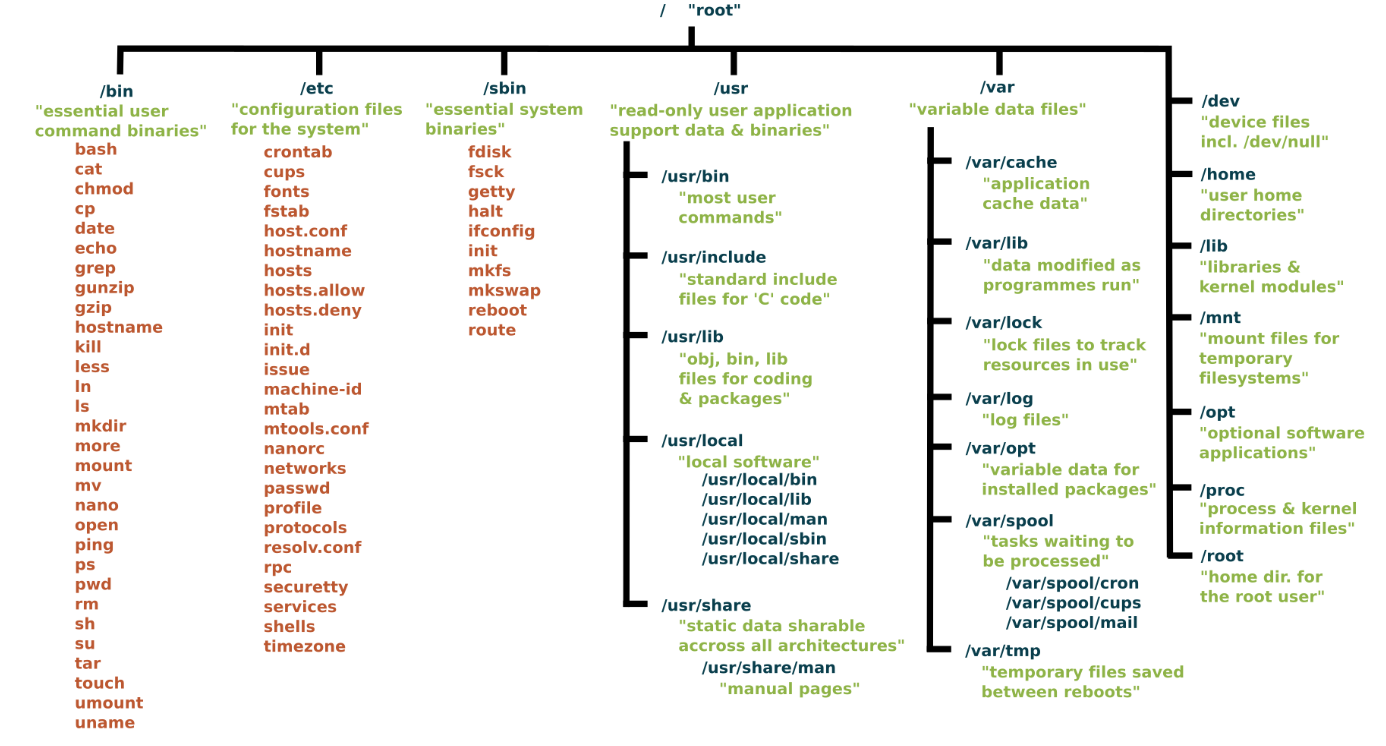 / "root"
/bin
"essential user
command binaries"
bash
cat
chmod
cp
date
echo
grep
gunzip
gzip
hostname
kill
less
ln
ls
mkdir
more
mount
mv
nano
open
ping
ps
pwd
rm
sh
su
tar
touch
umount
uname
/etc
"configuration files
for the system"
crontab
cups
fonts
fstab
host.conf
hostname
hosts
hosts.allow
hosts.deny
init
init.d
issue
machine-id
mtab
mtools.conf
nanorc
networks
passwd
profile
protocols
resolv.conf
rpc
securetty
services
shells
timezone
/sbin
"essential system
binaries"
fdisk
fsck
getty
halt
ifconfig
init
mkfs
mkswap
reboot
route
/usr
"read-only user application
support data & binaries"
/usr/bin
"most user
commands"
/usr/include
"standard include
files for 'C' code"
/usr/lib
"obj, bin, lib
files for coding
& packages"
/usr/local
"local software"
/usr/local/bin
/usr/local/lib
/usr/local/man
/usr/local/sbin
/usr/local/share
/usr/share
"static data sharable
accross all architectures"
/usr/share/man
"manual pages"
/var
"variable data files"
/var/cache
"application
cache data"
/var/lib
"data modified as
programmes run"
/var/lock
"lock files to track
resources in use"
/var/log
"log files"
/var/opt
"variable data for
installed packages"
/var/spool
"tasks waiting to
be processed"
/var/spool/cron
/var/spool/cups
/var/spool/mail
/var/tmp
"temporary files saved
between reboots"
/dev
"device files
incl. /dev/null"
/home
"user home
directories"
/lib
"libraries &
kernel modules"
/mnt
"mount files for
temporary
filesystems"
/opt
"optional software
applications"
/proc
"process & kernel
information files"
/root
"home dir. for
the root user"